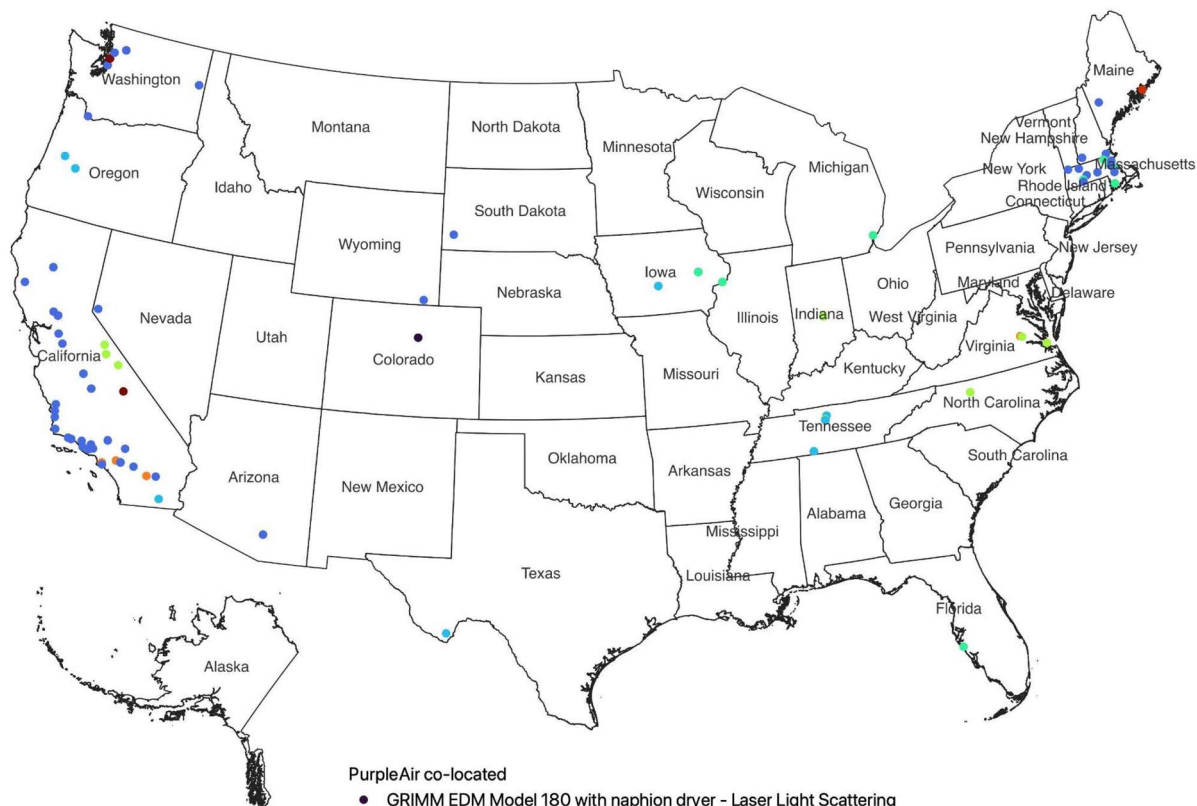 Maine
Washington
Vermont
Montana
North Dakota
New Hampshire
Minnesota
Massachusetts
Michigan
New York
Oregon
Rhode Island
Idaho
Wisconsin
Connecticut
South Dakota
Wyoming
Pennsylvania
New Jersey
Iowa
Ohio
Maryland
Nebraska
Delaware
Indiana
Nevada
Illinois
West Virginia
Utah
Virginia
California
Colorado
Kentucky
Kansas
Missouri
North Carolina
Tennessee
South Carolina
Oklahoma
Arkansas
Arizona
New Mexico
Georgia
Alabama
Mississippi
Texas
Louisiana
Florida
Alaska
PurpleAir co-located
GRIMM EDM Model 180 with naphion dryer - Laser Light Scattering